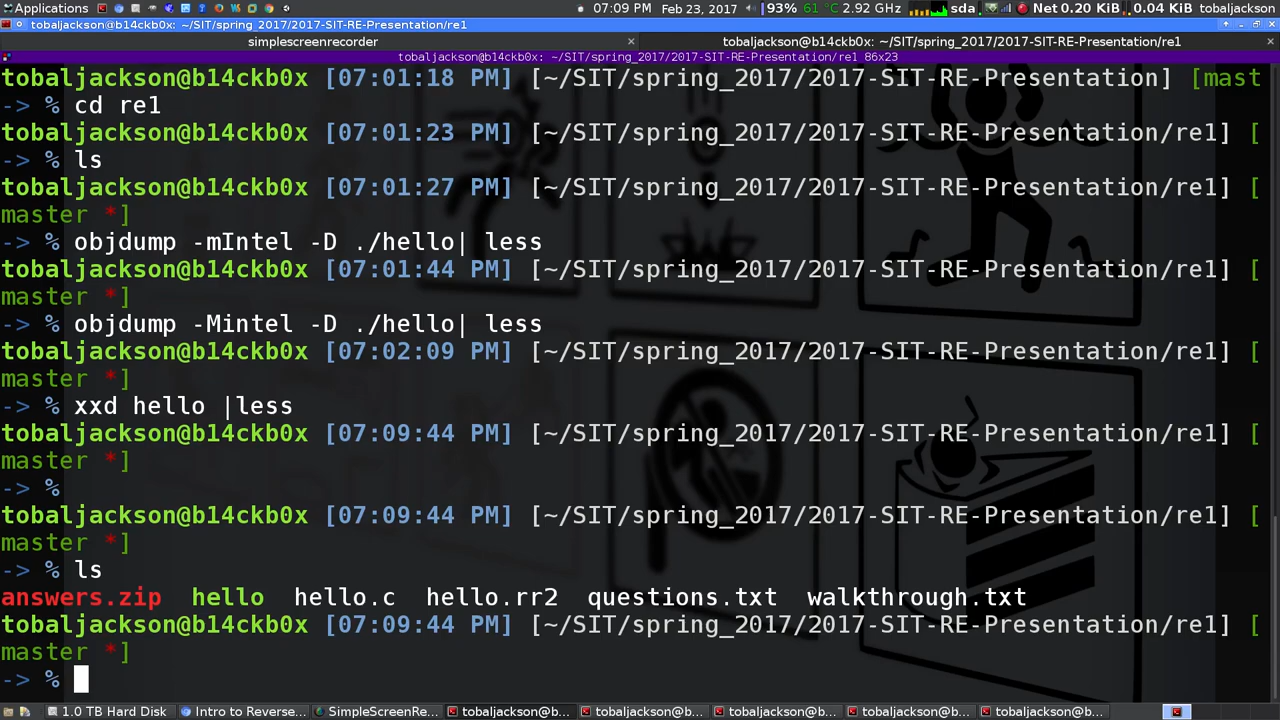 Applications 07:09 PM Feb 23, 2017 93% 61 °C 2.92 GHz sda Net 0.20 KiB 0.04 KiB tobaljackson
tobaljackson@b14ckb0x: ~/SIT/spring_2017/2017-SIT-RE-Presentation/re1
simplescreenrecorder tobaljackson@b14ckb0x: ~/SIT/spring_2017/2017-SIT-RE-Presentation/re1
tobaljackson@b14ckb0x: ~/SIT/spring_2017/2017-SIT-RE-Presentation/re1 86x23
tobaljackson@b14ckb0x [07:01:18 PM] [~/SIT/spring_2017/2017-SIT-RE-Presentation] [mast
-> % cd re1
tobaljackson@b14ckb0x [07:01:23 PM] [~/SIT/spring_2017/2017-SIT-RE-Presentation/re1] [
-> % ls
tobaljackson@b14ckb0x [07:01:27 PM] [~/SIT/spring_2017/2017-SIT-RE-Presentation/re1] [
master *]
-> % objdump -mIntel -D ./hello| less
tobaljackson@b14ckb0x [07:01:44 PM] [~/SIT/spring_2017/2017-SIT-RE-Presentation/re1] [
master *]
-> % objdump -Mintel -D ./hello| less
tobaljackson@b14ckb0x [07:02:09 PM] [~/SIT/spring_2017/2017-SIT-RE-Presentation/re1] [
master *]
-> % xxd hello |less
tobaljackson@b14ckb0x [07:09:44 PM] [~/SIT/spring_2017/2017-SIT-RE-Presentation/re1] [
master *]
-> %
tobaljackson@b14ckb0x [07:09:44 PM] [~/SIT/spring_2017/2017-SIT-RE-Presentation/re1] [
master *]
-> % ls
answers.zip hello hello.c hello.rr2 questions.txt walkthrough.txt
tobaljackson@b14ckb0x [07:09:44 PM] [~/SIT/spring_2017/2017-SIT-RE-Presentation/re1] [
master *]
-> %
1.0 TB Hard Disk Intro to Reverse... SimpleScreenRe... tobaljackson@b... tobaljackson@b... tobaljackson@b... tobaljackson@b... tobaljackson@b...